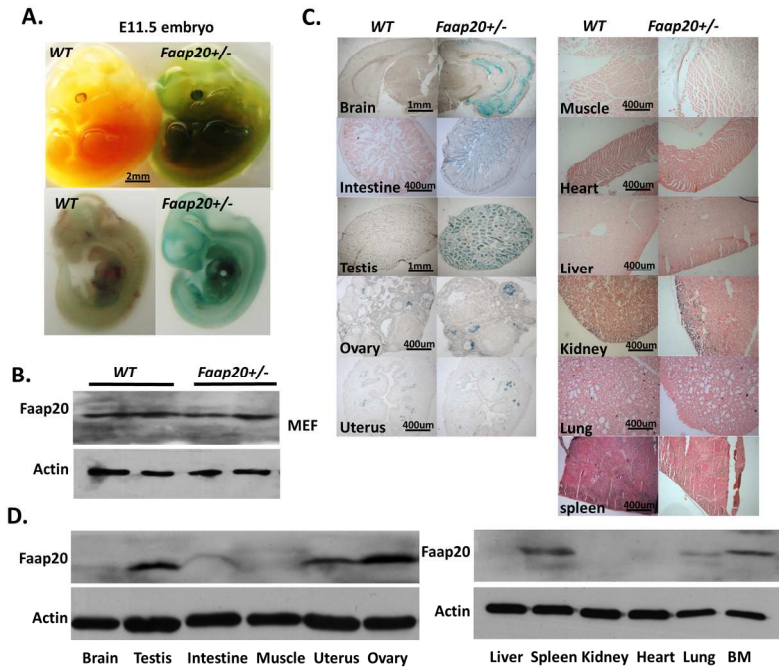 A.
E11.5 embryo
WT Faap20+/-
2mm
WT Faap20+/-
B.
WT Faap20+/-
Faap20
MEF
Actin
C.
WT Faap20+/-
Brain 1mm
Intestine 400um
Testis 1mm
Ovary 400um
Uterus 400um
WT Faap20+/-
Muscle 400um
Heart 400um
Liver 400um
Kidney 400um
Lung 400um
spleen 400um
D.
Faap20
Actin
Brain Testis Intestine Muscle Uterus Ovary
Faap20
Actin
Liver Spleen Kidney Heart Lung BM